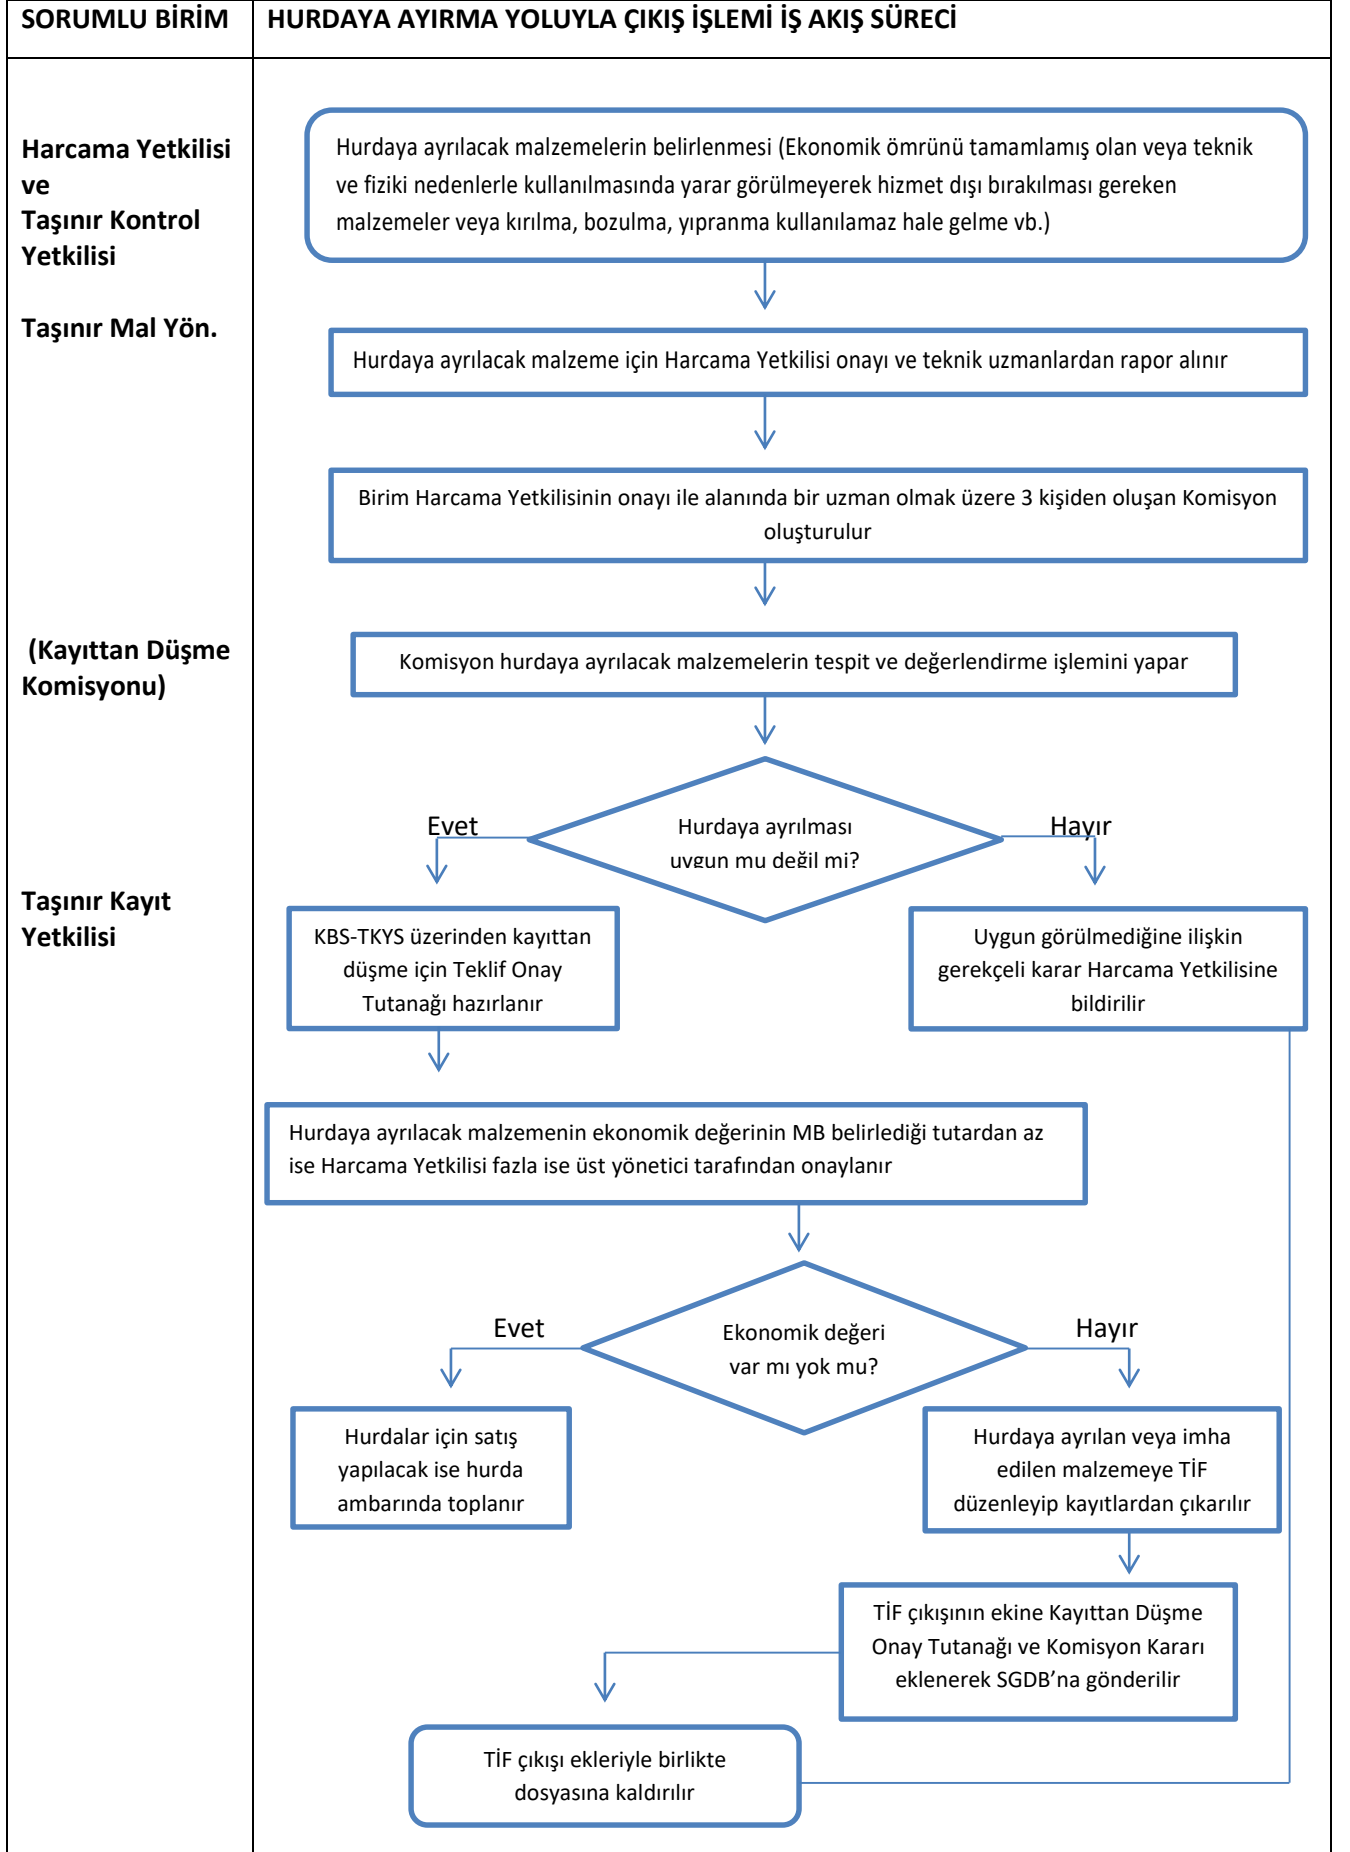 SORUMLU BİRİM
HURDAYA AYIRMA YOLUYLA ÇIKIŞ İŞLEMİ İŞ AKIŞ SÜRECİ
Harcama Yetkilisi
ve
Taşınır Kontrol
Yetkilisi
Taşınır Mal Yön.
(Kayıttan Düşme
Komisyonu)
Taşınır Kayıt
Yetkilisi
Hurdaya ayrılacak malzemelerin belirlenmesi (Ekonomik ömrünü tamamlamış olan veya teknik
ve fiziki nedenlerle kullanılmasında yarar görülmeyerek hizmet dışı bırakılması gereken
malzemeler veya kırılma, bozulma, yıpranma kullanılamaz hale gelme vb.)
Hurdaya ayrılacak malzeme için Harcama Yetkilisi onayı ve teknik uzmanlardan rapor alınır
Birim Harcama Yetkilisinin onayı ile alanında bir uzman olmak üzere 3 kişiden oluşan Komisyon
oluşturulur
Komisyon hurdaya ayrılacak malzemelerin tespit ve değerlendirme işlemini yapar
Evet
Hurdaya ayrılması
uygun mu değil mi?
Hayır
KBS-TKYS üzerinden kayıttan
düşme için Teklif Onay
Tutanağı hazırlanır
Uygun görülmediğine ilişkin
gerekçeli karar Harcama Yetkilisine
bildirilir
Hurdaya ayrılacak malzemenin ekonomik değerinin MB belirlediği tutardan az
ise Harcama Yetkilisi fazla ise üst yönetici tarafından onaylanır
Evet
Ekonomik değeri
var mı yok mu?
Hayır
Hurdalar için satış
yapılacak ise hurda
ambarında toplanır
Hurdaya ayrılan veya imha
edilen malzemeye TİF
düzenleyip kayıtlardan çıkarılır
TİF çıkışının ekine Kayıttan Düşme
Onay Tutanağı ve Komisyon Kararı
eklenerek SGDB’na gönderilir
TİF çıkışı ekleriyle birlikte
dosyasına kaldırılır